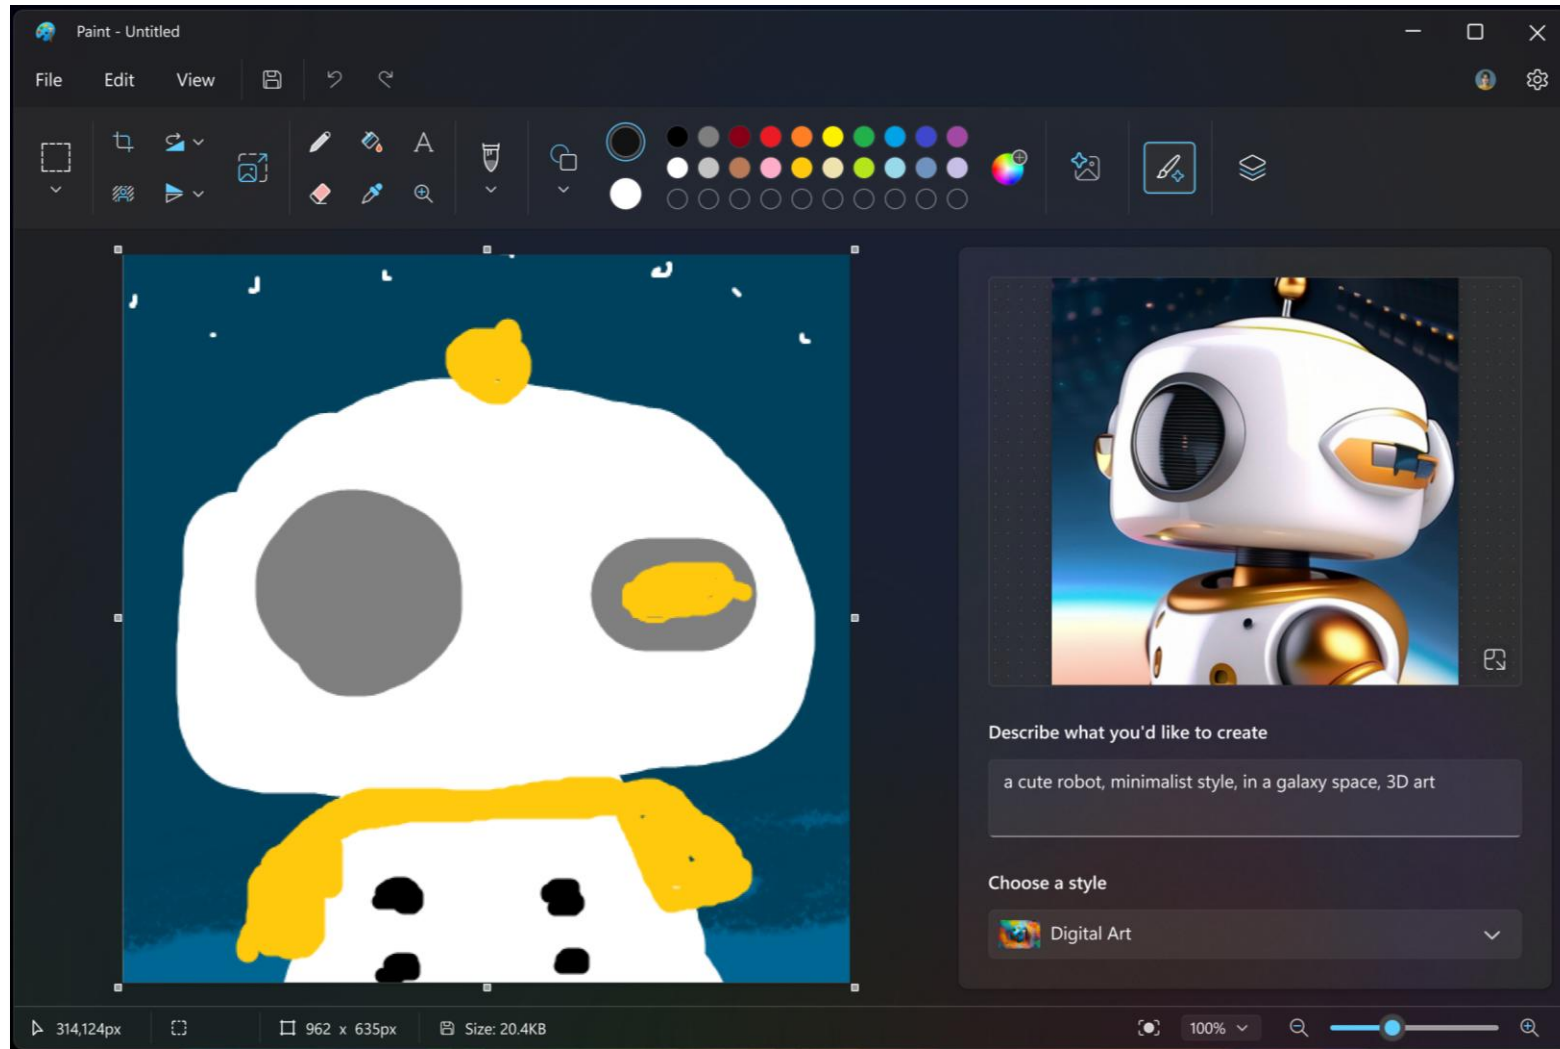 Paint - Untitled
File Edit View
A
Describe what you'd like to create
a cute robot, minimalist style, in a galaxy space, 3D art
Choose a style
Digital Art
314,124px 962 x 635px Size: 20.4KB 100%